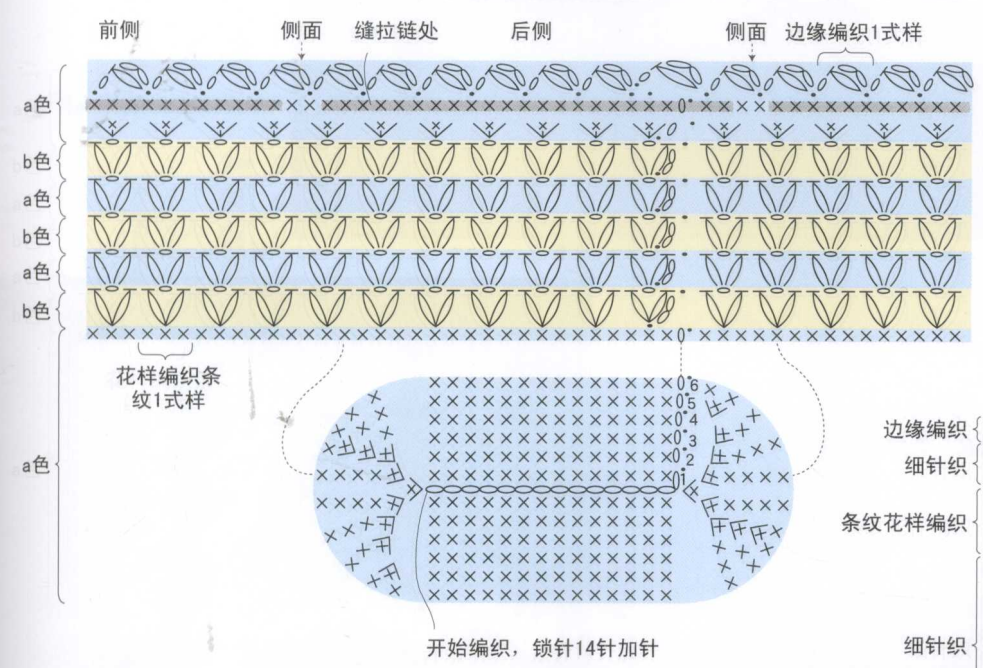 前侧 侧面 缝拉链处 后侧 侧面 边缘编织1式样
a色
b色
a色
b色
a色
b色
花样编织条
纹1式样
a色
6
5
4
3
2
1
边缘编织
细针织
条纹花样编织
细针织
开始编织，锁针14针加针